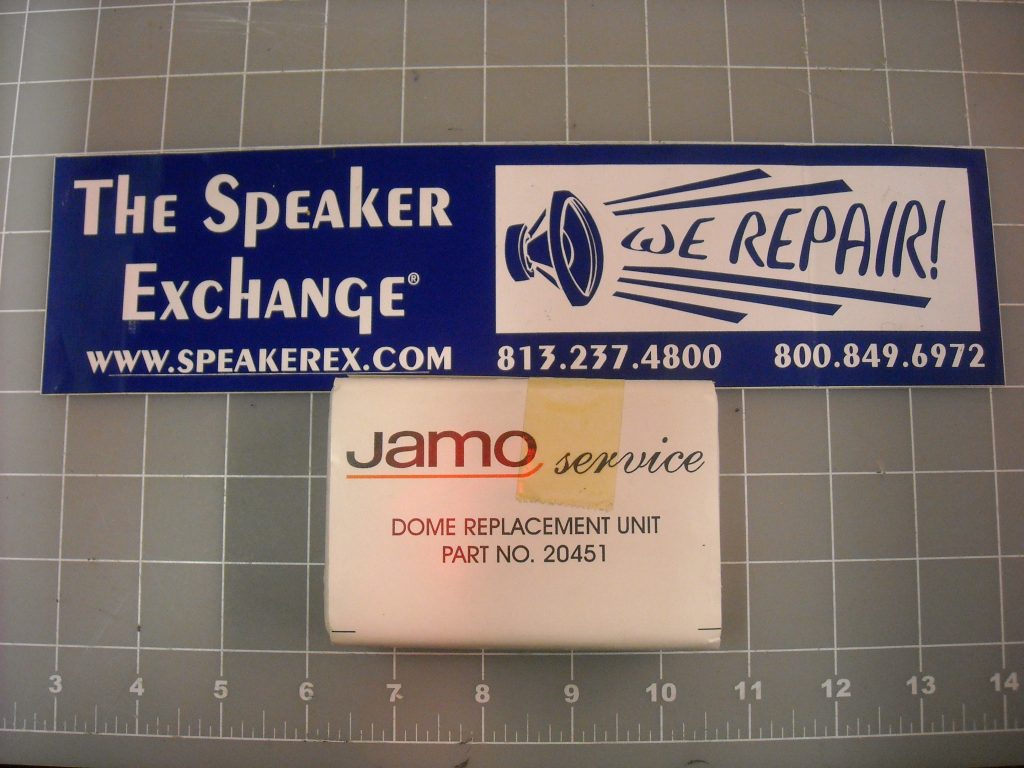 The Speaker
Exchange®
www.speakerex.com
We Repair!
813.237.4800 800.849.6972
Jamo service
DOME REPLACEMENT UNIT
PART NO. 20451
3 4 5 6 7 8 9 10 11 12 13 14